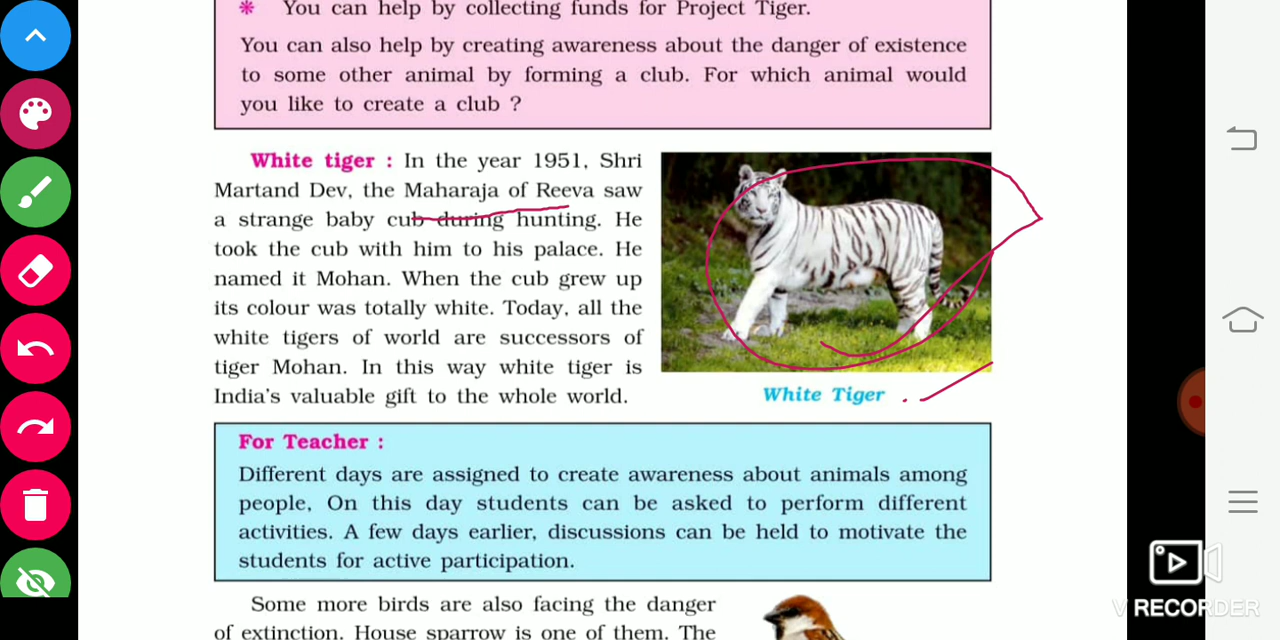 * You can help by collecting funds for Project Tiger.
You can also help by creating awareness about the danger of existence
to some other animal by forming a club. For which animal would
you like to create a club ?
White tiger : In the year 1951, Shri
Martand Dev, the Maharaja of Reeva saw
a strange baby cub during hunting. He
took the cub with him to his palace. He
named it Mohan. When the cub grew up
its colour was totally white. Today, all the
white tigers of world are successors of
tiger Mohan. In this way white tiger is
India's valuable gift to the whole world.
White Tiger
For Teacher :
Different days are assigned to create awareness about animals among
people, On this day students can be asked to perform different
activities. A few days earlier, discussions can be held to motivate the
students for active participation.
Some more birds are also facing the danger
of extinction. House sparrow is one of them. The
V RECORDER